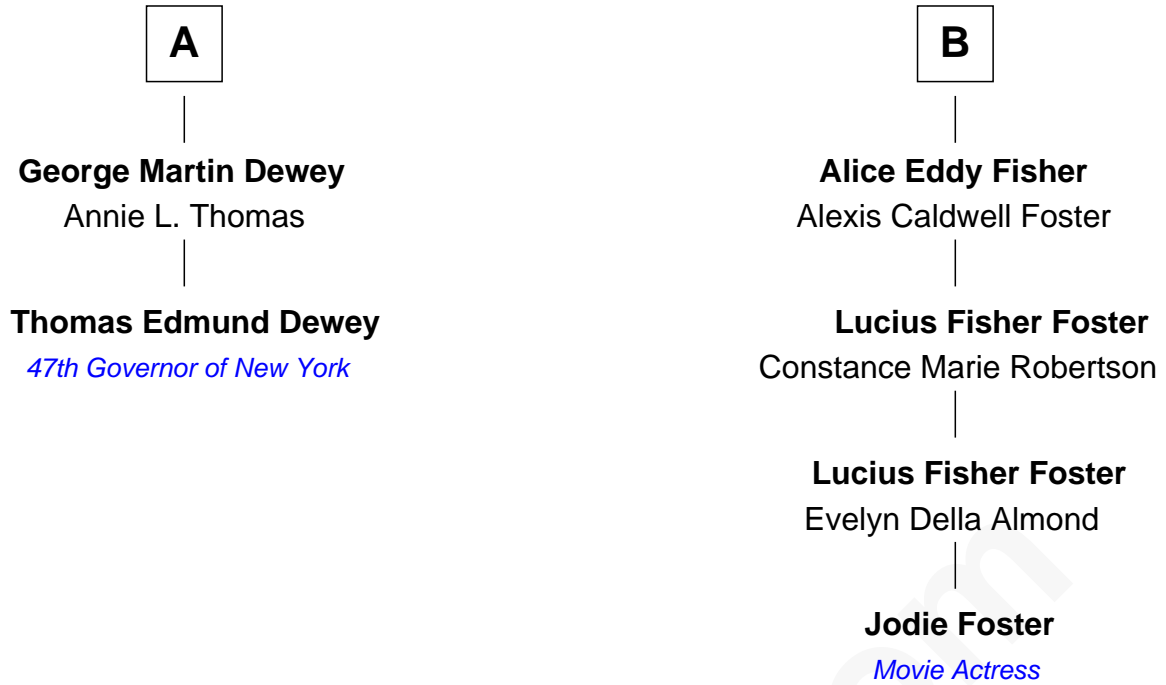 A
George Martin Dewey
Annie L. Thomas
Thomas Edmund Dewey
47th Governor of New York
B
Alice Eddy Fisher
Alexis Caldwell Foster
Lucius Fisher Foster
Constance Marie Robertson
Lucius Fisher Foster
Evelyn Della Almond
Jodie Foster
Movie Actress